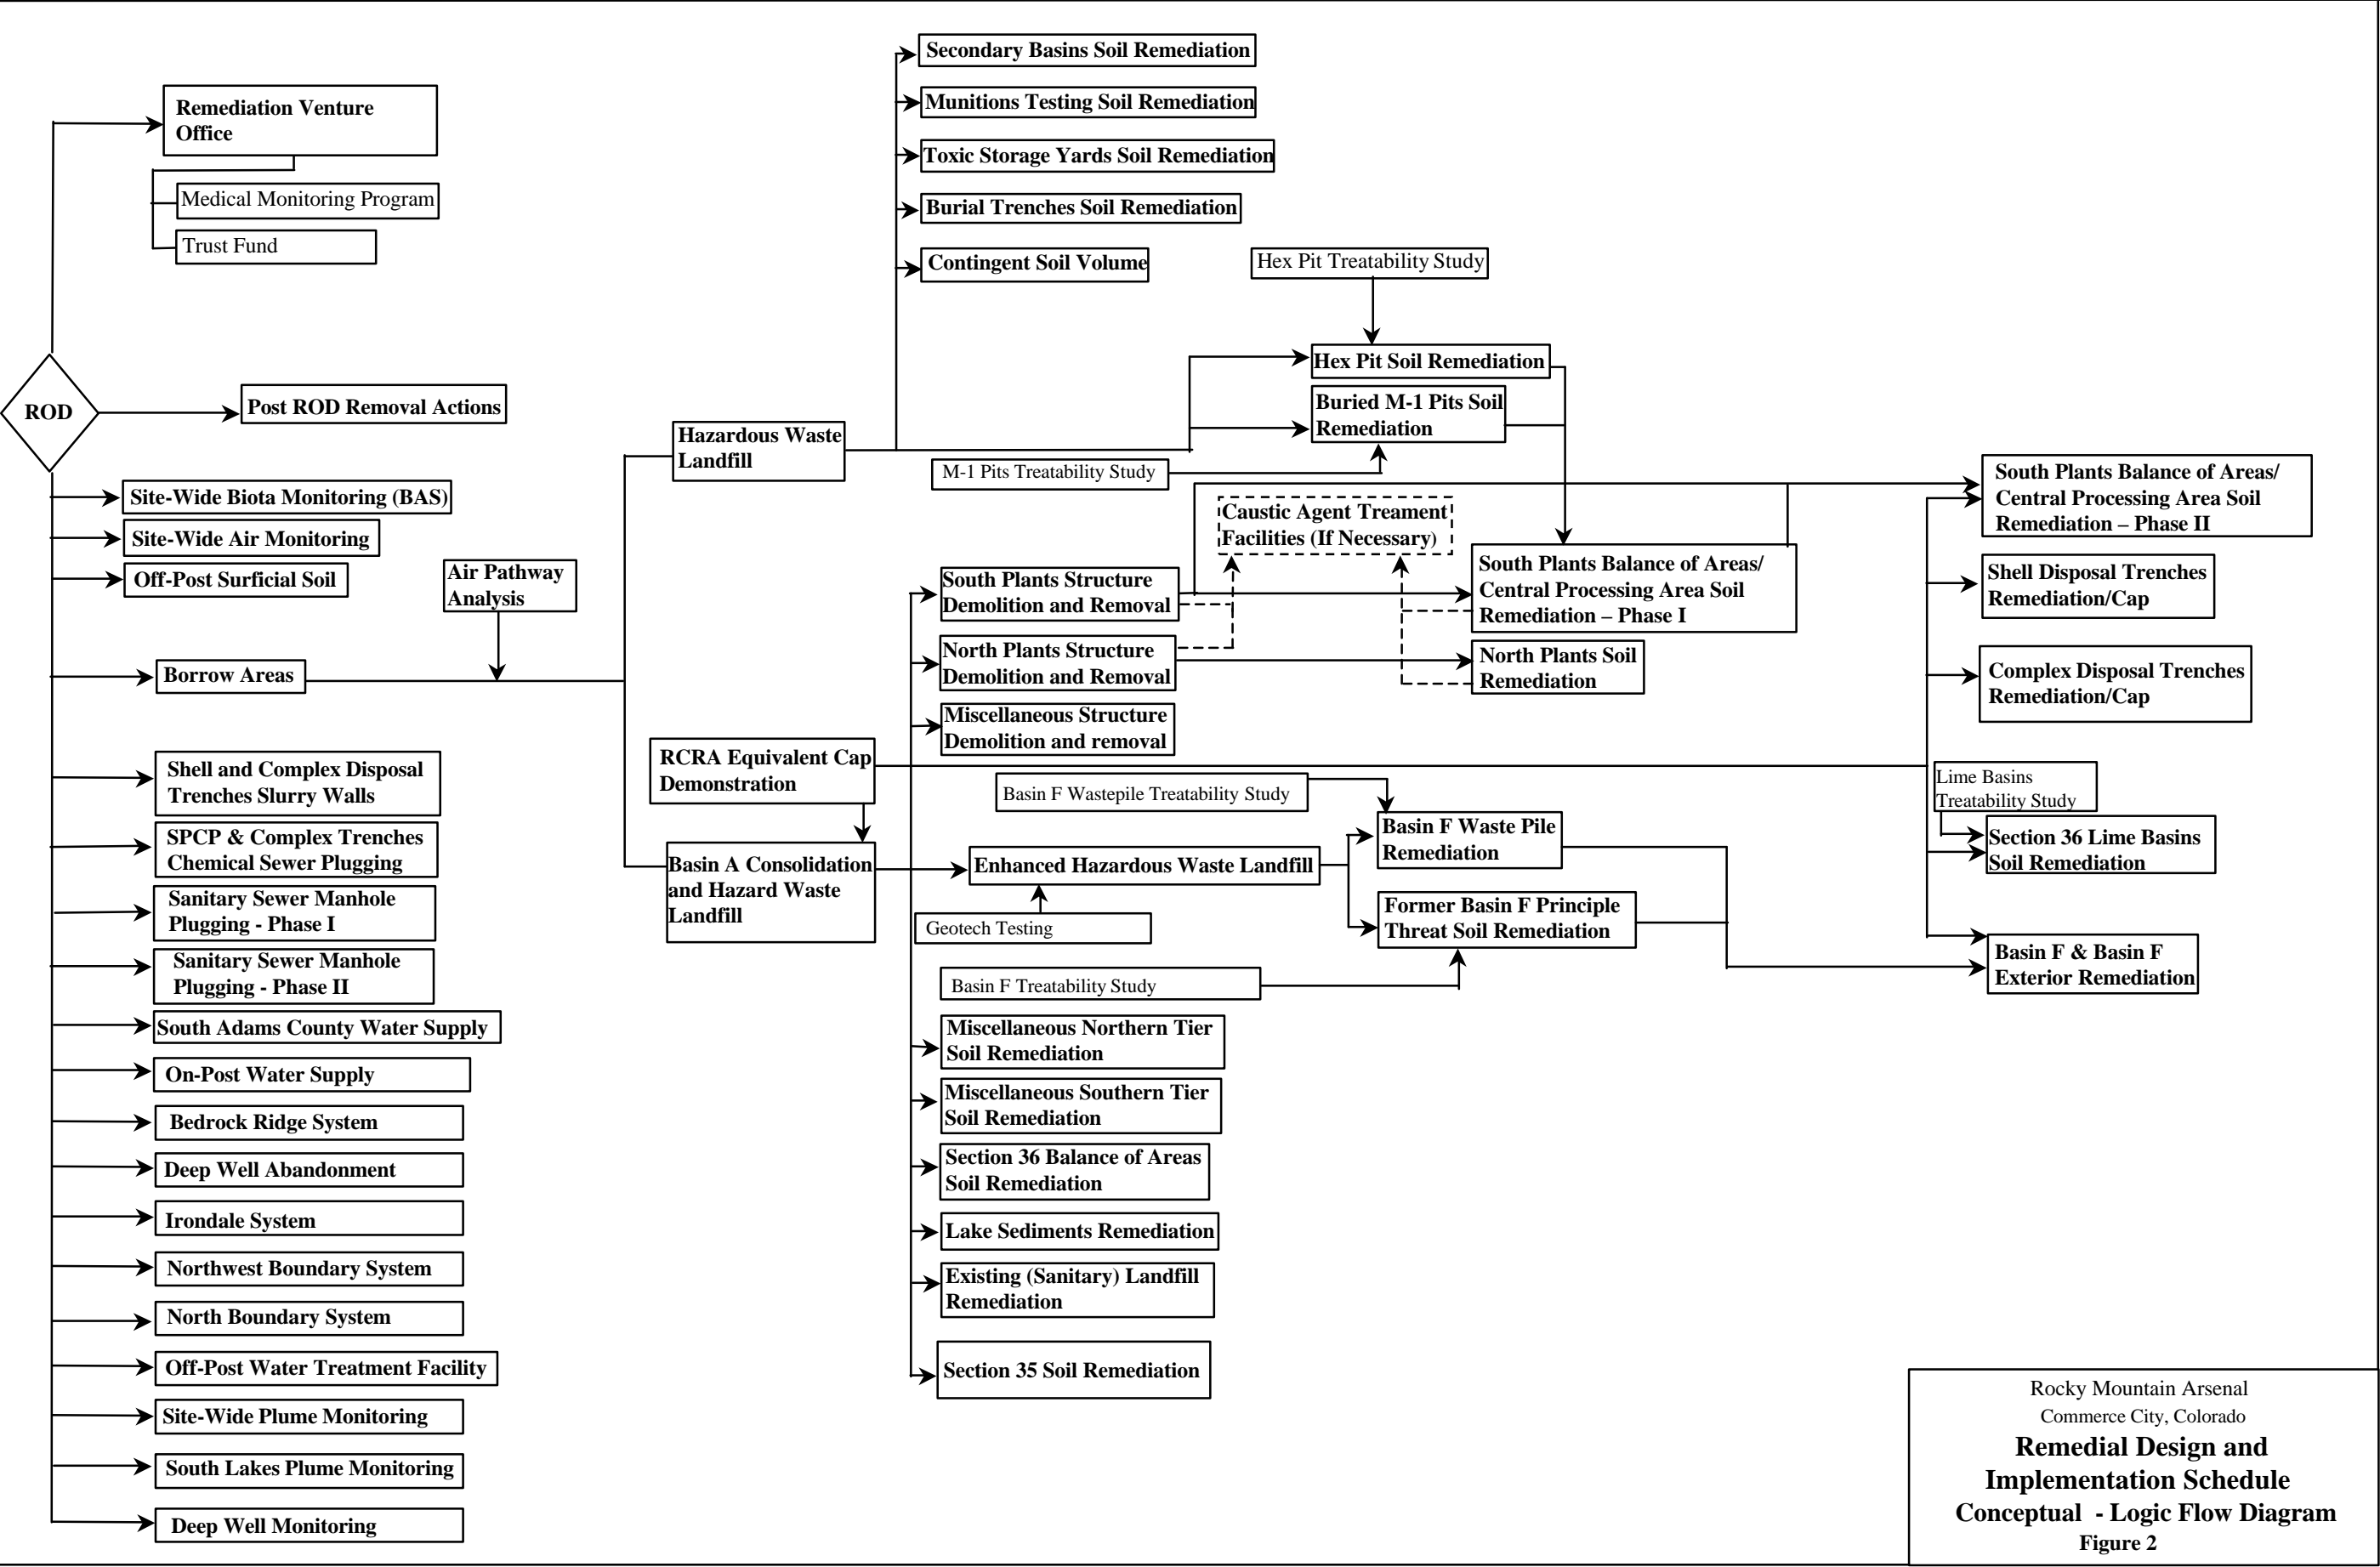 Remediation Venture
Office
Medical Monitoring Program
Trust Fund
ROD
Post ROD Removal Actions
Site-Wide Biota Monitoring (BAS)
Site-Wide Air Monitoring
Off-Post Surficial Soil
Air Pathway
Analysis
Borrow Areas
Shell and Complex Disposal
Trenches Slurry Walls
SPCP & Complex Trenches
Chemical Sewer Plugging
Sanitary Sewer Manhole
Plugging - Phase I
Sanitary Sewer Manhole
Plugging - Phase II
South Adams County Water Supply
On-Post Water Supply
Bedrock Ridge System
Deep Well Abandonment
Irondale System
Northwest Boundary System
North Boundary System
Off-Post Water Treatment Facility
Site-Wide Plume Monitoring
South Lakes Plume Monitoring
Deep Well Monitoring
Hazardous Waste
Landfill
RCRA Equivalent Cap
Demonstration
Basin A Consolidation
and Hazard Waste
Landfill
Secondary Basins Soil Remediation
Munitions Testing Soil Remediation
Toxic Storage Yards Soil Remediation
Burial Trenches Soil Remediation
Contingent Soil Volume
Hex Pit Treatability Study
Hex Pit Soil Remediation
Buried M-1 Pits Soil
Remediation
M-1 Pits Treatability Study
Caustic Agent Treament
Facilities (If Necessary)
South Plants Structure
Demolition and Removal
North Plants Structure
Demolition and Removal
Miscellaneous Structure
Demolition and removal
South Plants Balance of Areas/
Central Processing Area Soil
Remediation – Phase I
North Plants Soil
Remediation
Basin F Wastepile Treatability Study
Basin F Waste Pile
Remediation
Enhanced Hazardous Waste Landfill
Geotech Testing
Former Basin F Principle
Threat Soil Remediation
Basin F Treatability Study
Miscellaneous Northern Tier
Soil Remediation
Miscellaneous Southern Tier
Soil Remediation
Section 36 Balance of Areas
Soil Remediation
Lake Sediments Remediation
Existing (Sanitary) Landfill
Remediation
Section 35 Soil Remediation
South Plants Balance of Areas/
Central Processing Area Soil
Remediation – Phase II
Shell Disposal Trenches
Remediation/Cap
Complex Disposal Trenches
Remediation/Cap
Lime Basins
Treatability Study
Section 36 Lime Basins
Soil Remediation
Basin F & Basin F
Exterior Remediation
Rocky Mountain Arsenal
Commerce City, Colorado
Remedial Design and
Implementation Schedule
Conceptual - Logic Flow Diagram
Figure 2